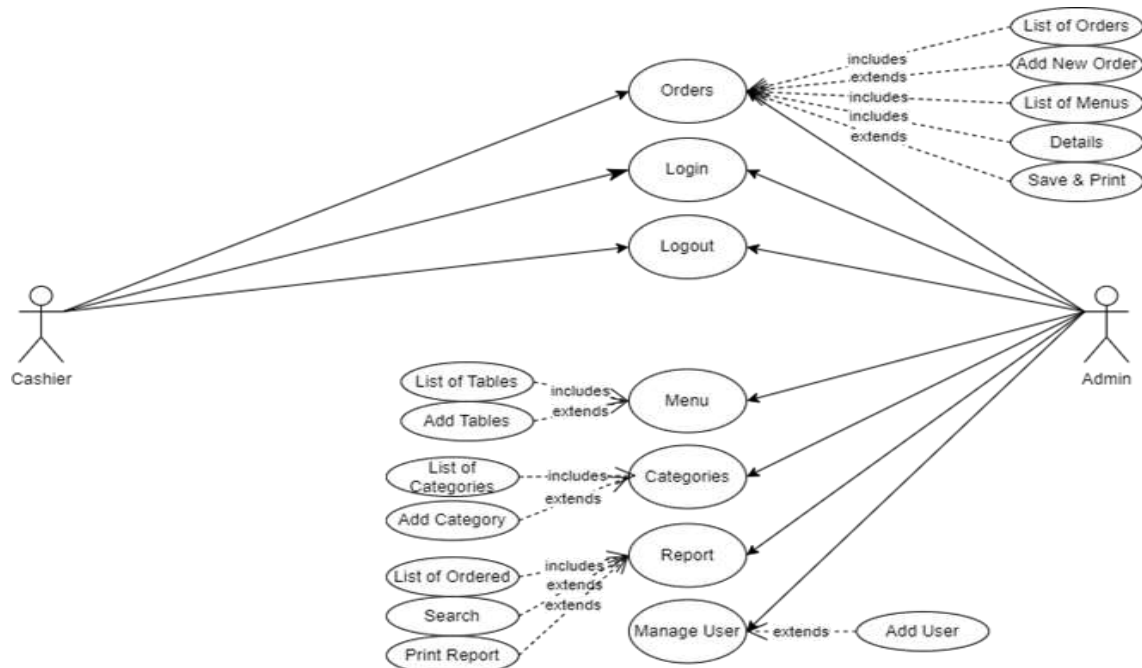 List of Orders
includes
Add New Order
extends
Orders
includes
List of Menus
includes
Details
extends
Save & Print
Login
Logout
Cashier
Admin
List of Tables
includes
Menu
extends
Add Tables
List of
Categories
includes
Categories
extends
Add Category
Report
List of Ordered
includes
extends
Search
extends
Print Report
Manage User
extends
Add User